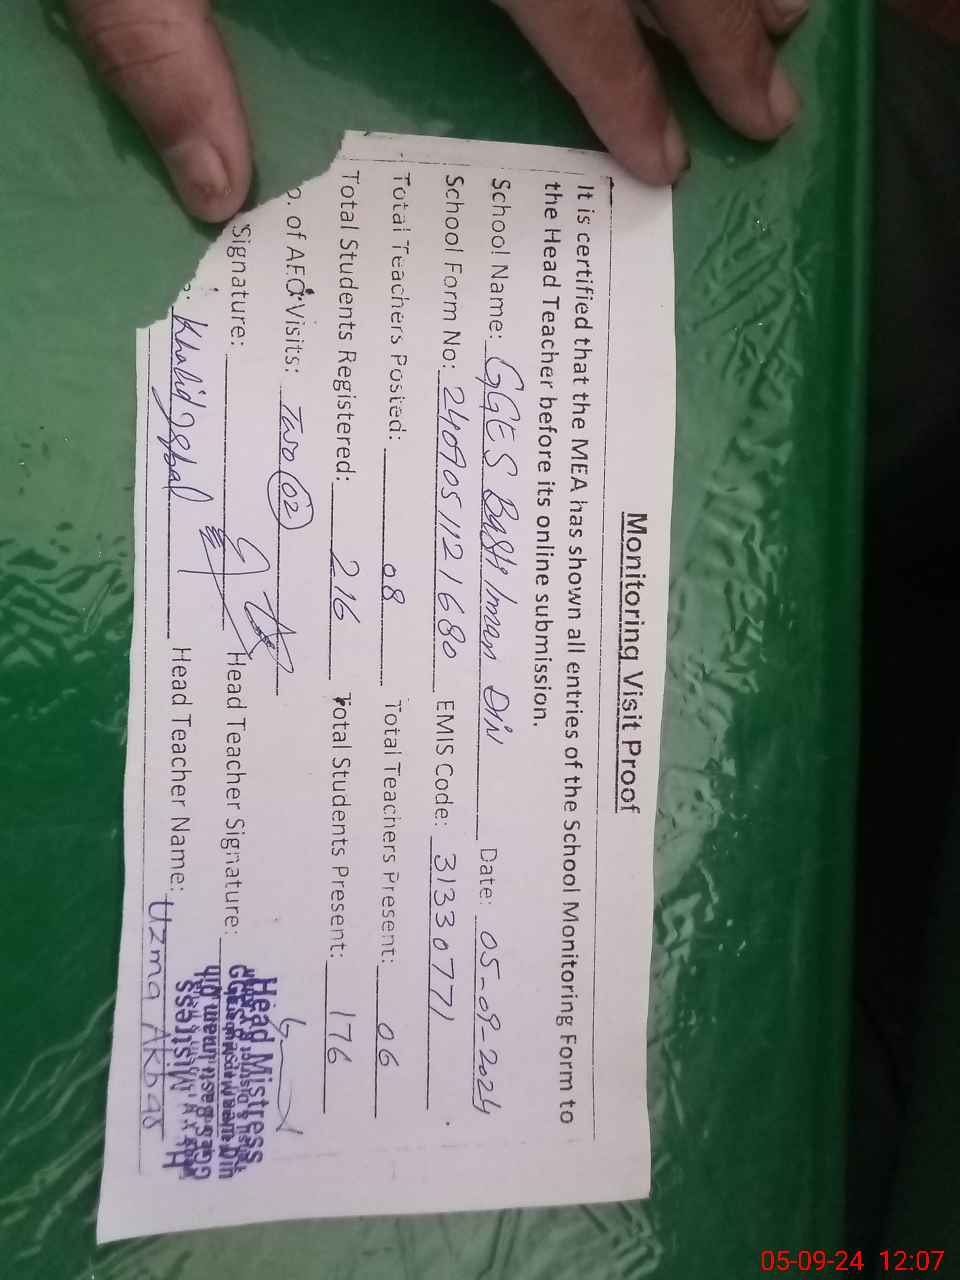 Monitoring Visit Proof
It is certified that the MEA has shown all entries of the School Monitoring Form to
the Head Teacher before its online submission.
School Name: GGES Basti Iman Din Date: 05-09-2024
School Form No: 2409051121680 EMIS Code: 31330771
Total Teachers Posted: 08 Total Teachers Present: 06
Total Students Registered: 216 Total Students Present: 176
o. of AEO Visits: Two 02
Signature: Head Teacher Signature:
Khalid Iqbal Head Teacher Name: Uzma Akbar
Head Mistress
05-09-24 12:07